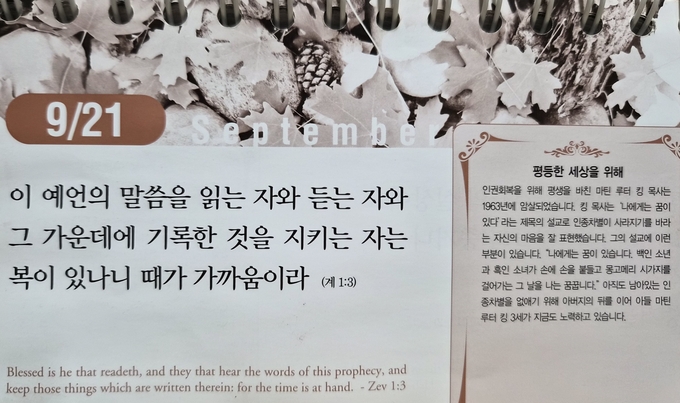 9/21
September
이 예언의 말씀을 읽는 자와 듣는 자와
그 가운데에 기록한 것을 지키는 자는
복이 있나니 때가 가까움이라 (계 1:3)
Blessed is he that readeth, and they that hear the words of this prophecy, and
keep those things which are written therein: for the time is at hand. - Zev 1:3
평등한 세상을 위해
인권회복을 위해 평생을 바친 마틴 루터 킹 목사는
1963년에 암살되었습니다. 킹 목사는 '나에게는 꿈이
있다'라는 제목의 설교로 인종차별이 사라지기를 바라
는 자신의 마음을 잘 표현했습니다. 그의 설교에 이런
부분이 있습니다. "나에게는 꿈이 있습니다. 백인 소년
과 흑인 소녀가 손에 손을 붙들고 몽고메리 시가지를
걸어가는 그 날을 나는 꿈꿉니다." 아직도 남아있는 인
종차별을 없애기 위해 아버지의 뒤를 이어 아들 마틴
루터 킹 3세가 지금도 노력하고 있습니다.